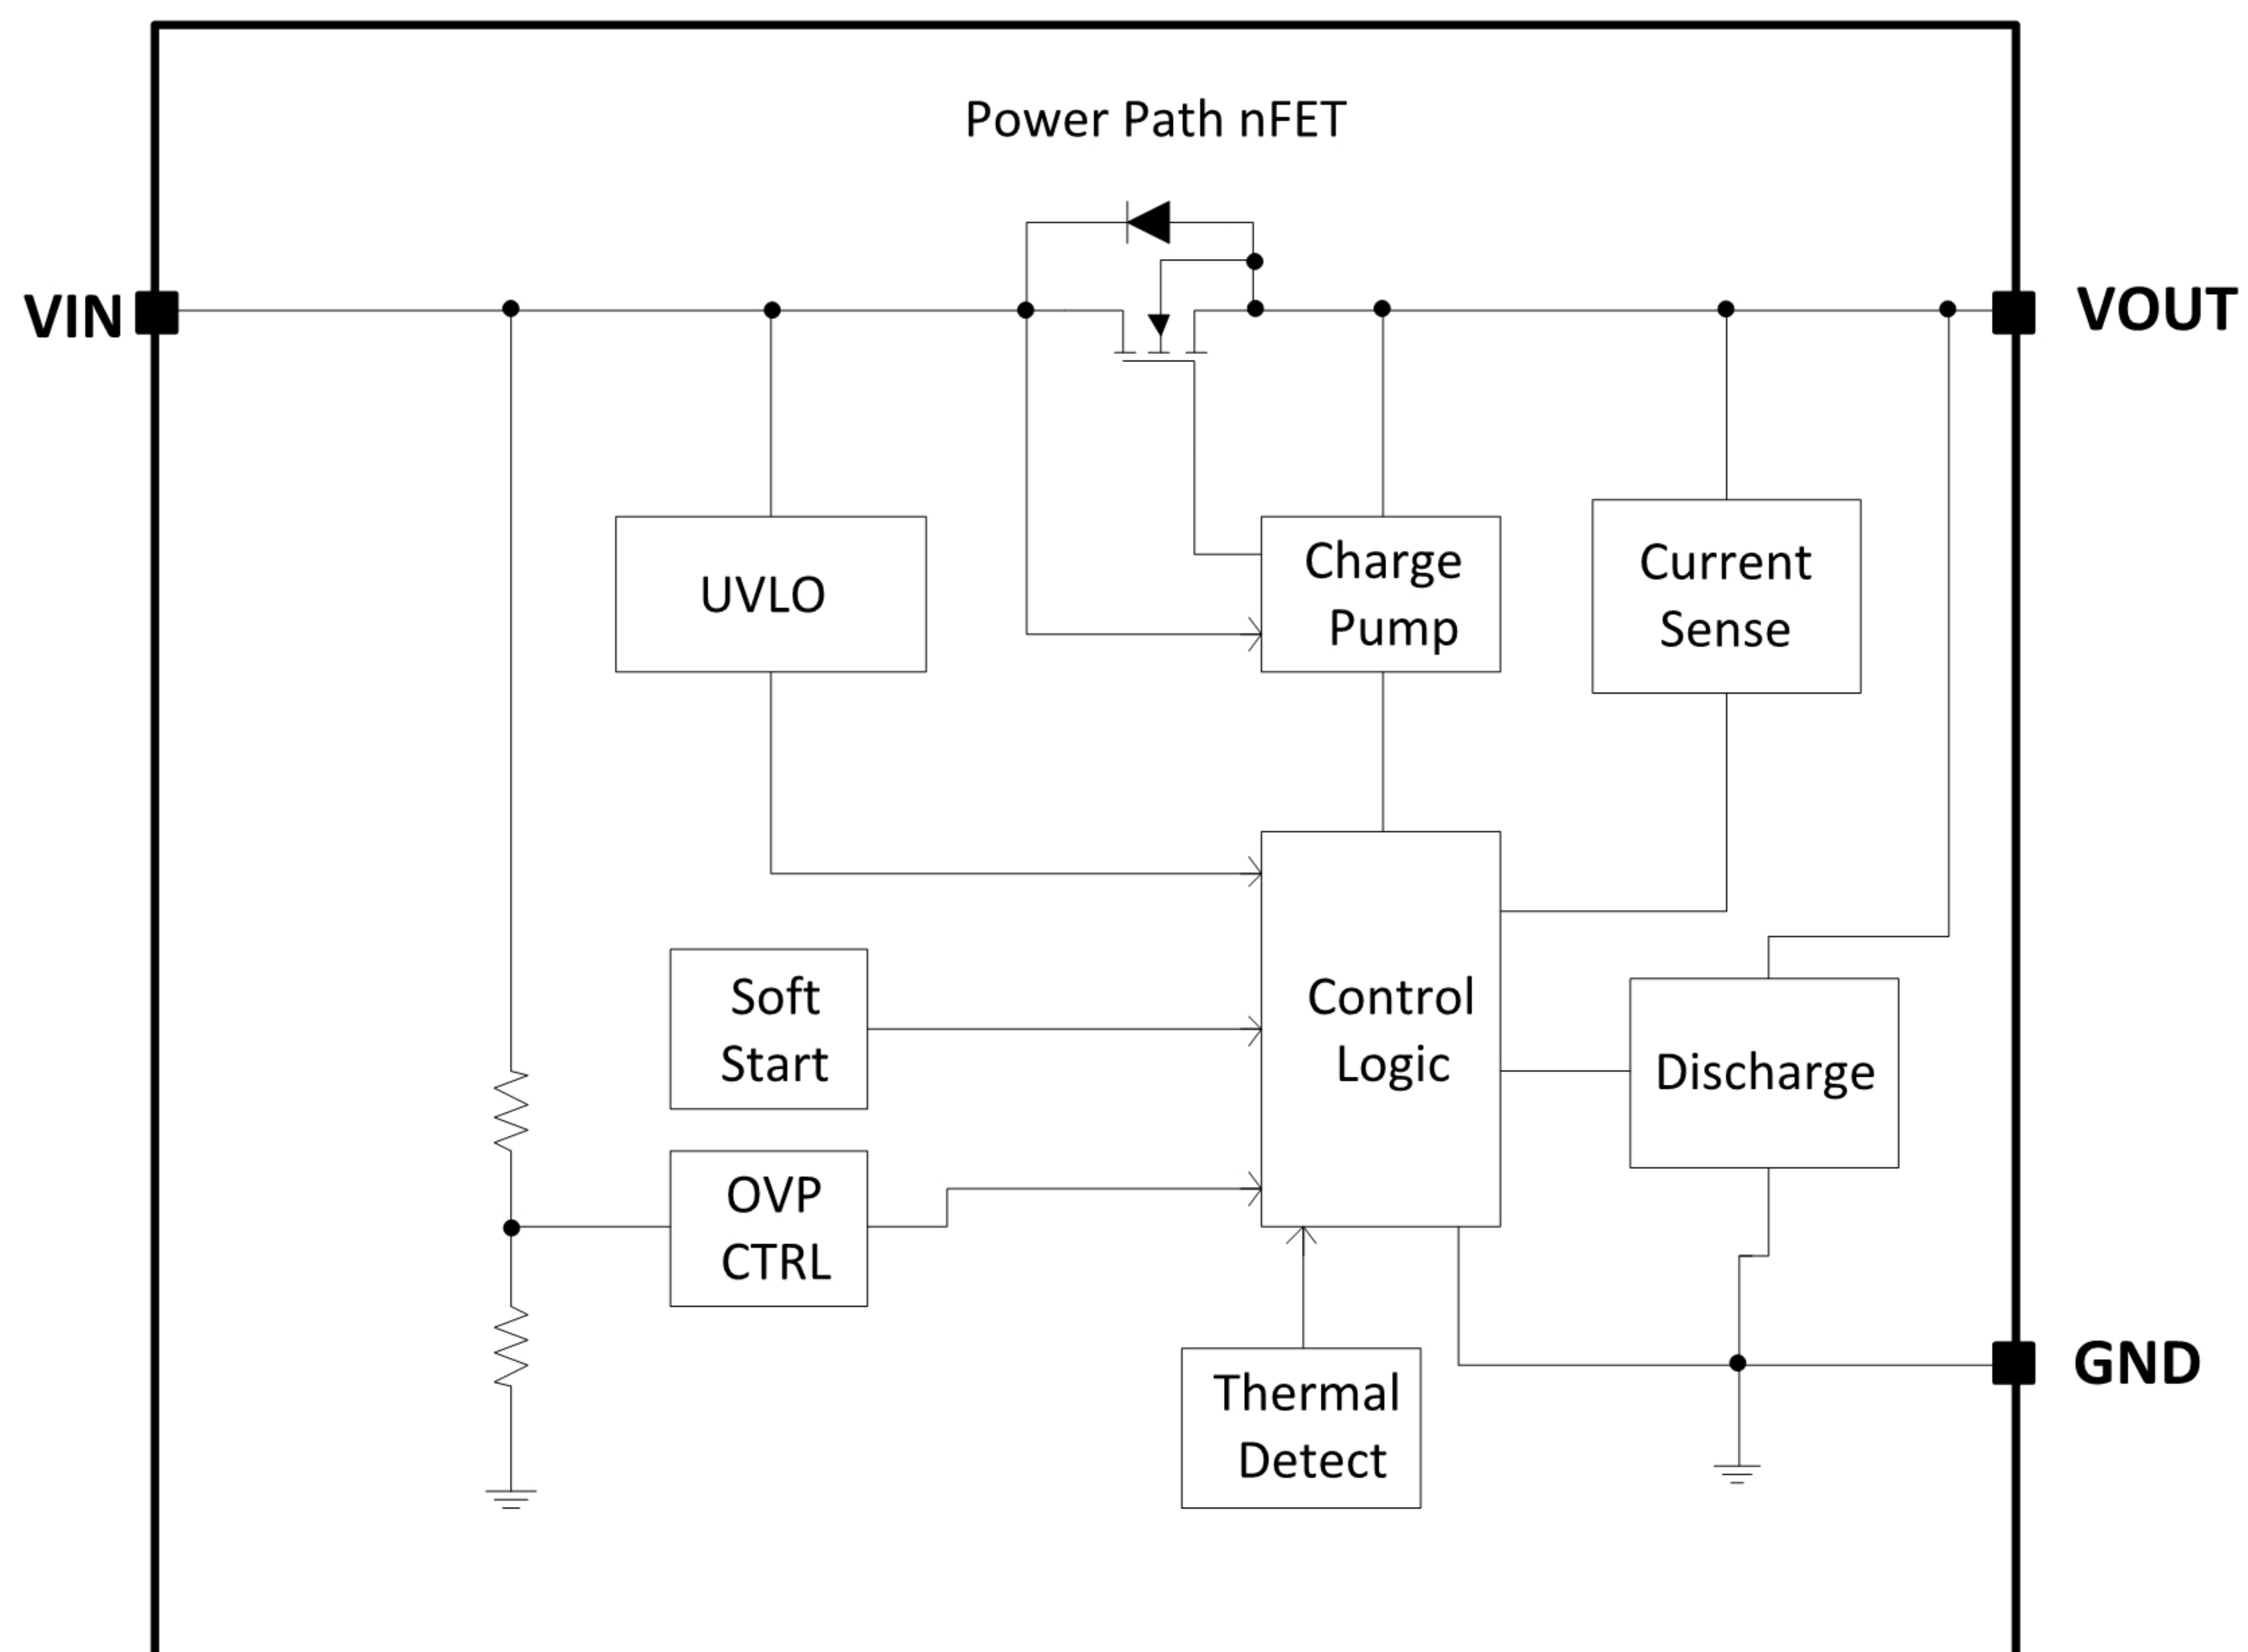 Power Path nFET
VIN
VOUT
UVLO
Charge
Pump
Current
Sense
Soft
Start
Control
Logic
Discharge
OVP
CTRL
Thermal
Detect
GND